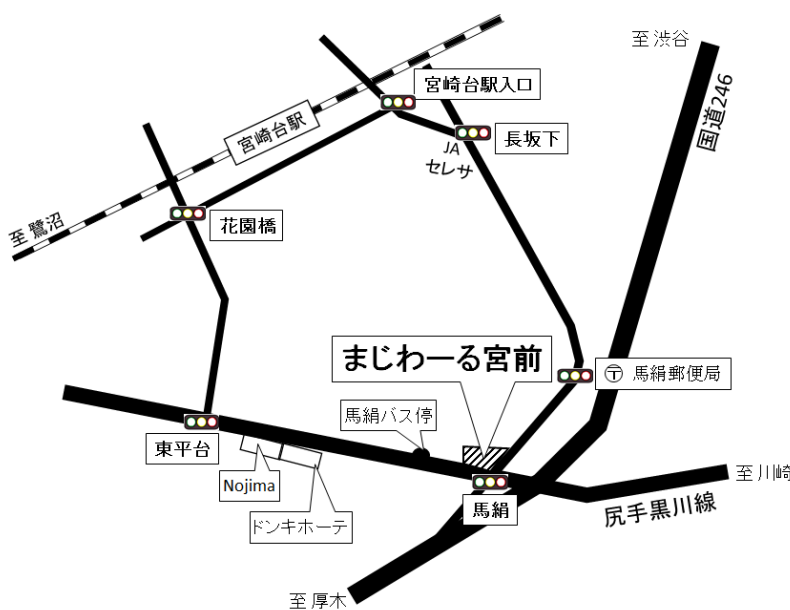 至 渋谷
国道246
宮崎台駅入口
宮崎台駅
長坂下
JA
セレサ
至 鷺沼
花園橋
まじわーる宮前
〒 馬絹郵便局
馬絹バス停
東平台
Nojima
ドンキホーテ
馬絹
至 川崎
尻手黒川線
至 厚木